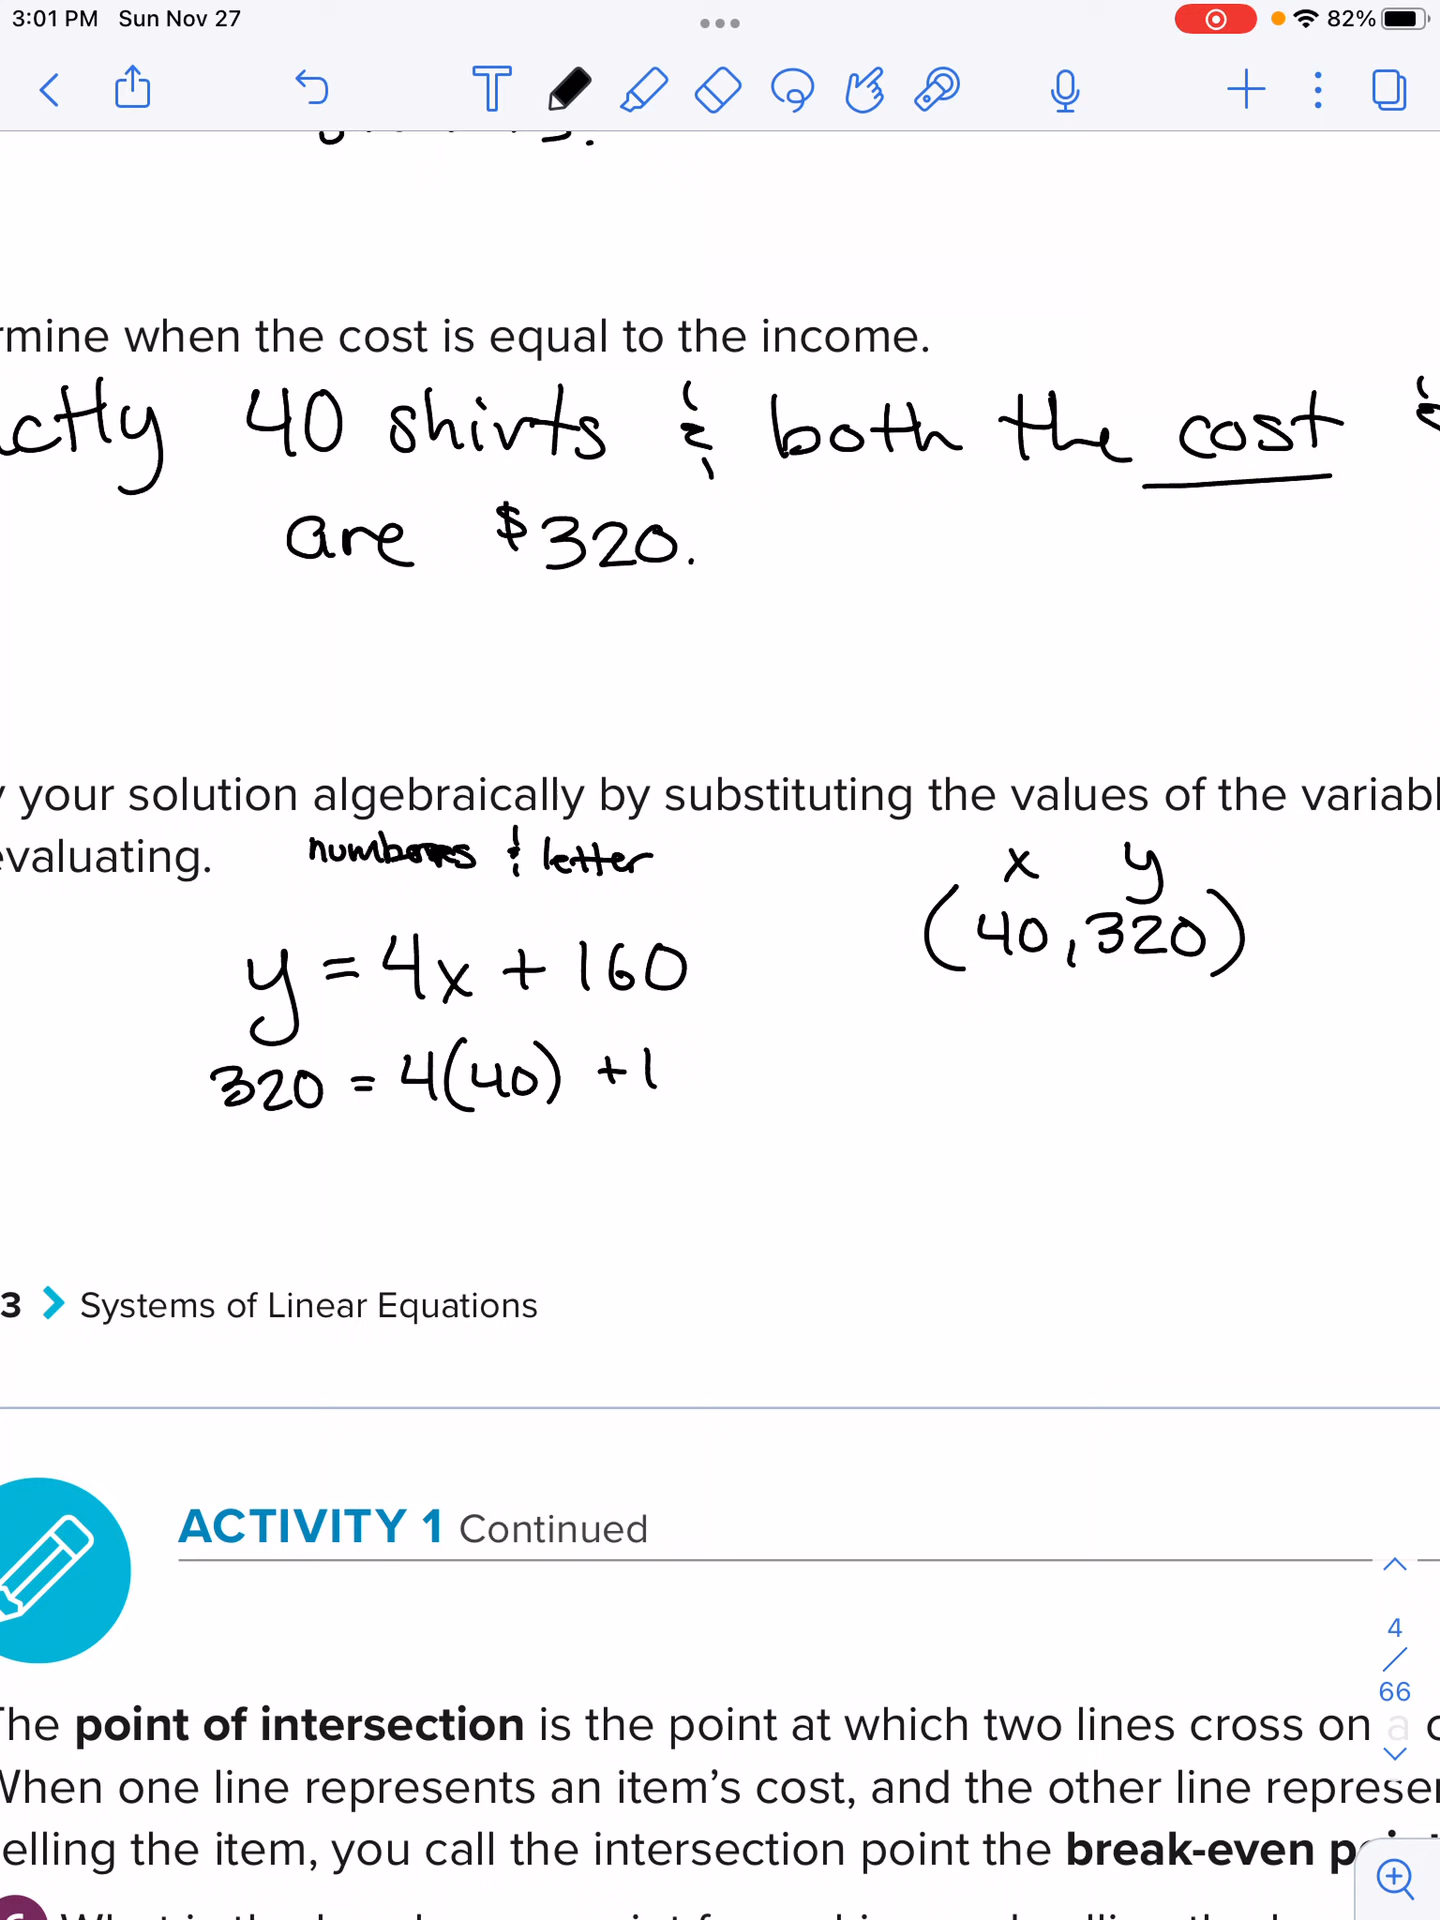 3:01 PM Sun Nov 27 82%
rmine when the cost is equal to the income.
ctly 40 shirts & both the cost &
are $320.
y your solution algebraically by substituting the values of the variabl
evaluating. numbers & letter
x y
(40,320)
y = 4x + 160
320 = 4(40) + 1
3 > Systems of Linear Equations
ACTIVITY 1 Continued
4
/
66
The point of intersection is the point at which two lines cross on a c
When one line represents an item's cost, and the other line represen
elling the item, you call the intersection point the break-even p